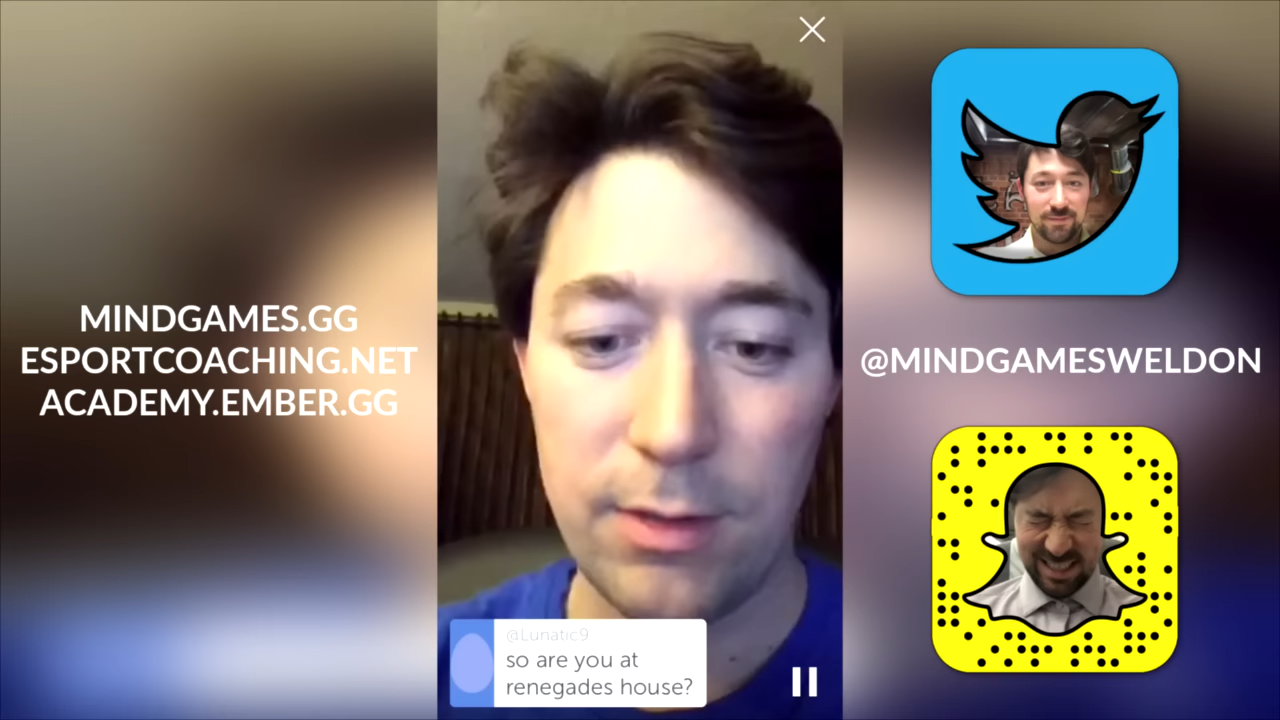 MINDGAMES.GG
ESPORTCOACHING.NET
ACADEMY.EMBER.GG
@MINDGAMESWELDON
@Lunatic9
so are you at
renegades house?